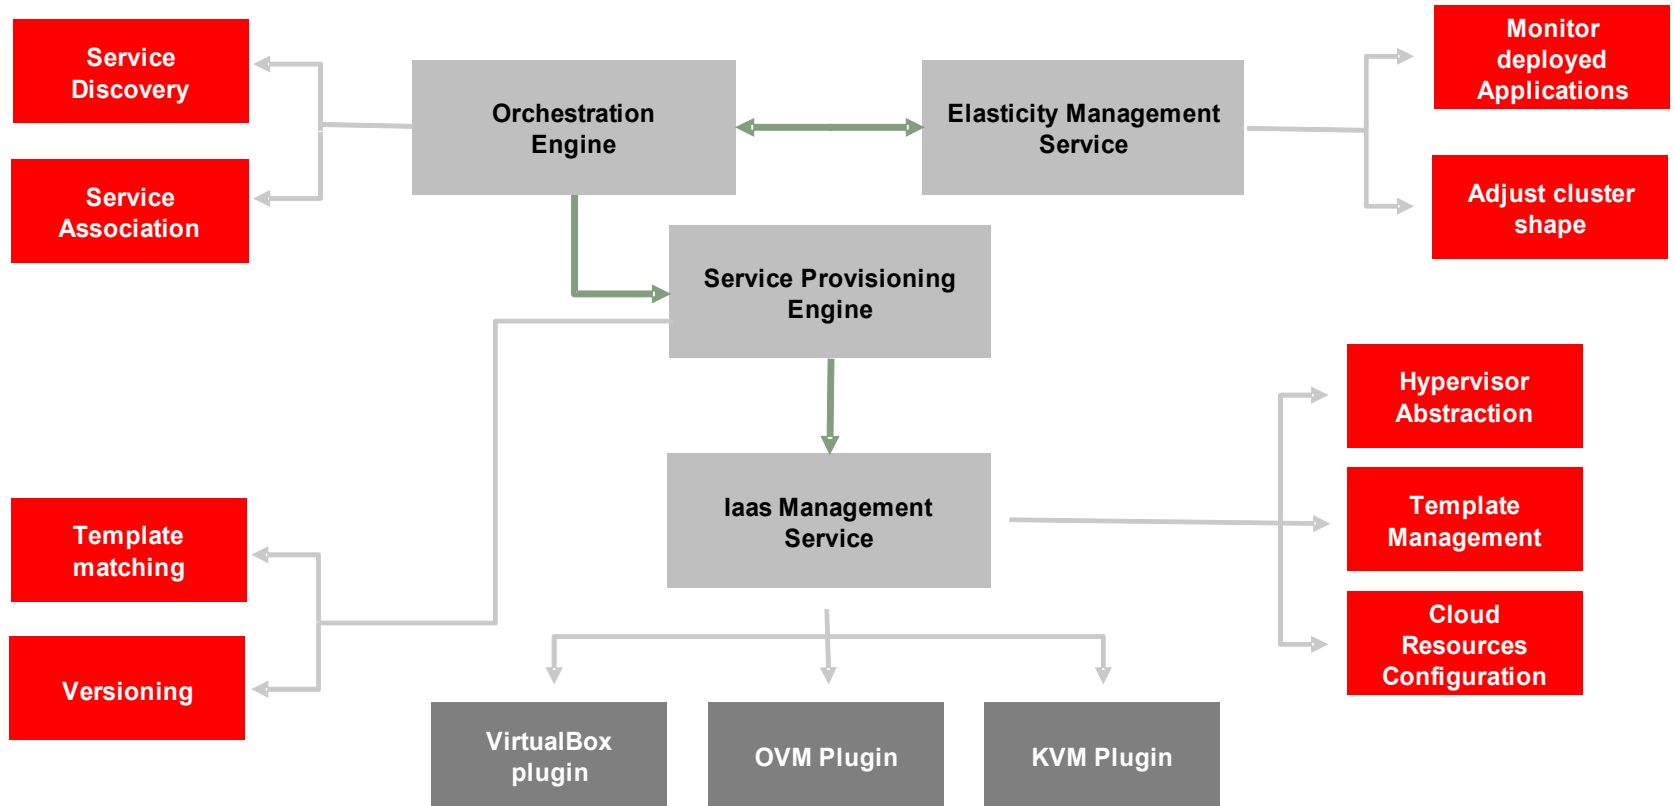 Service
Discovery
Orchestration
Engine
Elasticity Management
Service
Monitor
deployed
Applications
Service
Association
Adjust cluster
shape
Service Provisioning
Engine
Hypervisor
Abstraction
Iaas Management
Service
Template
Management
Template
matching
Cloud
Resources
Configuration
Versioning
VirtualBox
plugin
OVM Plugin
KVM Plugin